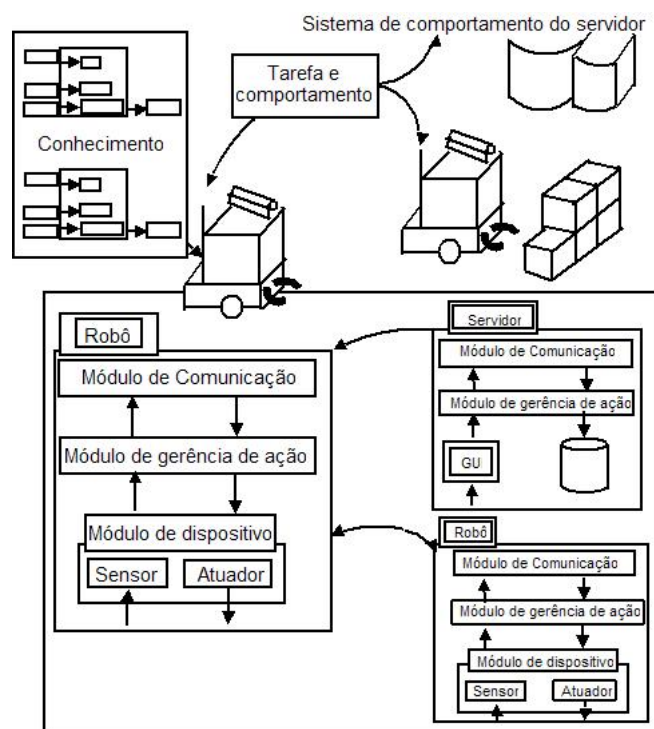 Sistema de comportamento do servidor
Tarefa e
comportamento
Conhecimento
Robô
Módulo de Comunicação
Módulo de gerência de ação
Módulo de dispositivo
Sensor
Atuador
Servidor
Módulo de Comunicação
Módulo de gerência de ação
GU
Robô
Módulo de Comunicação
Módulo de gerência de ação
Módulo de dispositivo
Sensor
Atuador